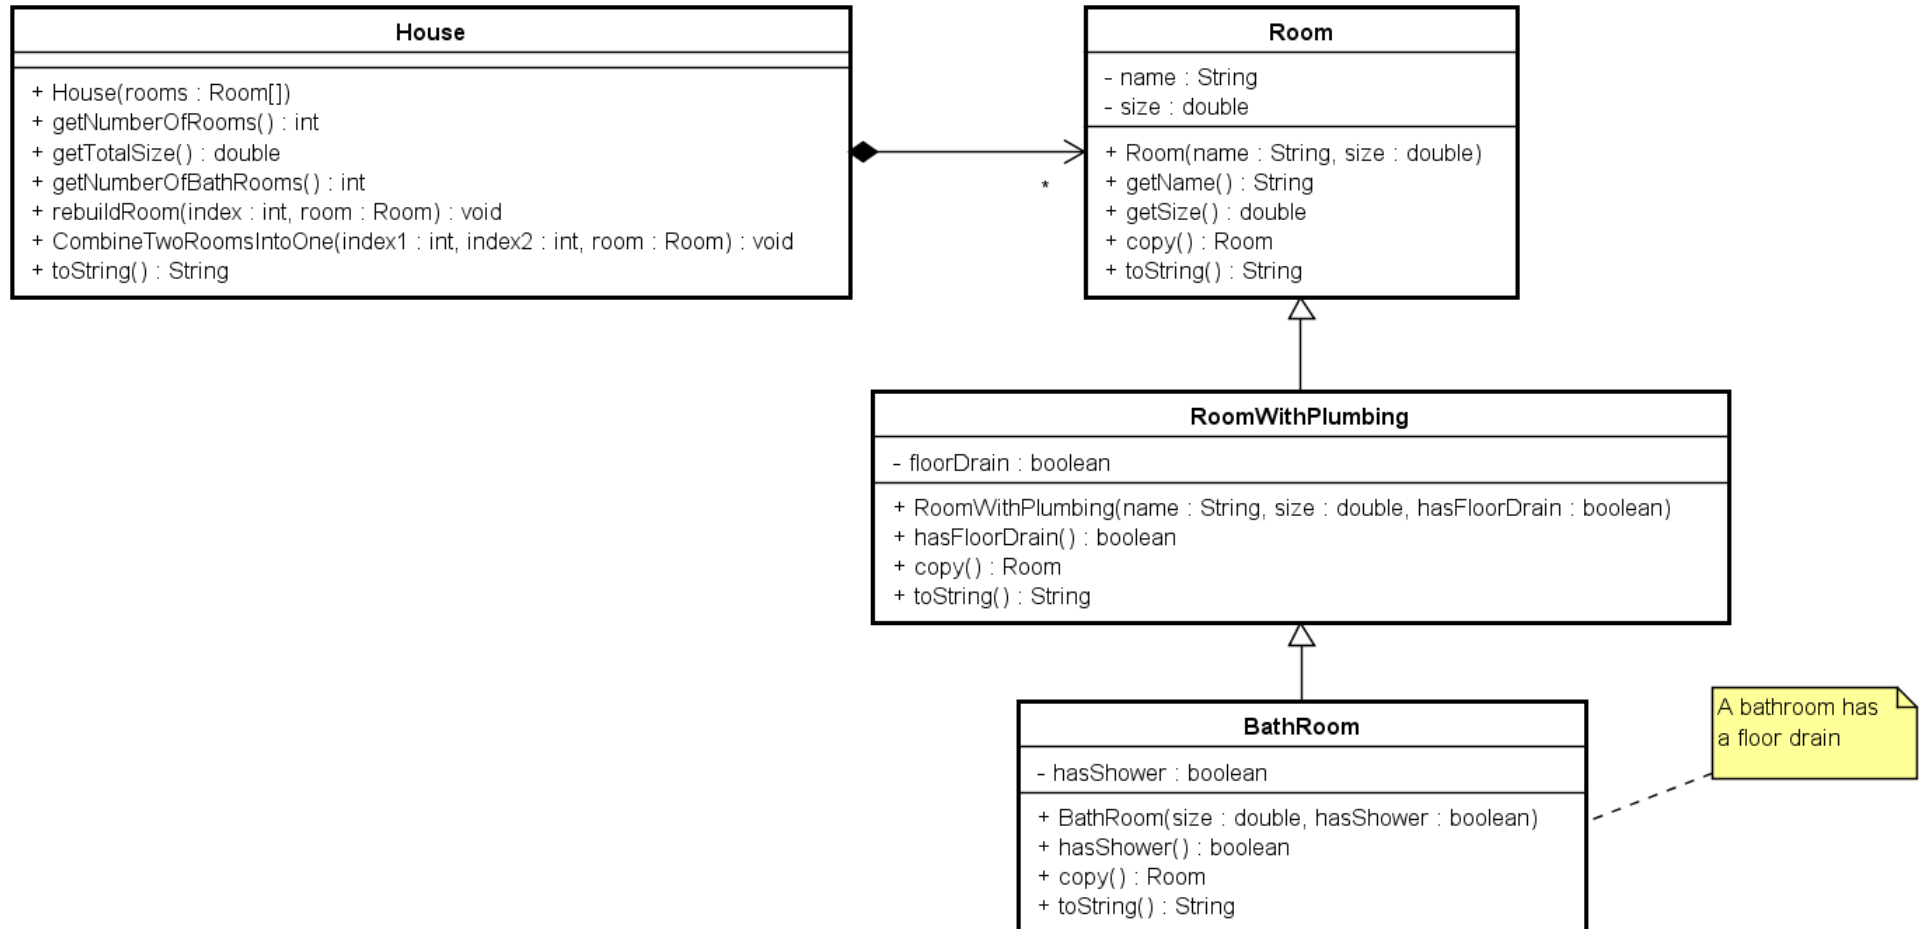 House
+ House(rooms : Room[])
+ getNumberOfRooms() : int
+ getTotalSize() : double
+ getNumberOfBathRooms() : int
+ rebuildRoom(index : int, room : Room) : void
+ CombineTwoRoomsIntoOne(index1 : int, index2 : int, room : Room) : void
+ toString() : String
*
Room
- name : String
- size : double
+ Room(name : String, size : double)
+ getName() : String
+ getSize() : double
+ copy() : Room
+ toString() : String
RoomWithPlumbing
- floorDrain : boolean
+ RoomWithPlumbing(name : String, size : double, hasFloorDrain : boolean)
+ hasFloorDrain() : boolean
+ copy() : Room
+ toString() : String
BathRoom
- hasShower : boolean
+ BathRoom(size : double, hasShower : boolean)
+ hasShower() : boolean
+ copy() : Room
+ toString() : String
A bathroom has
a floor drain